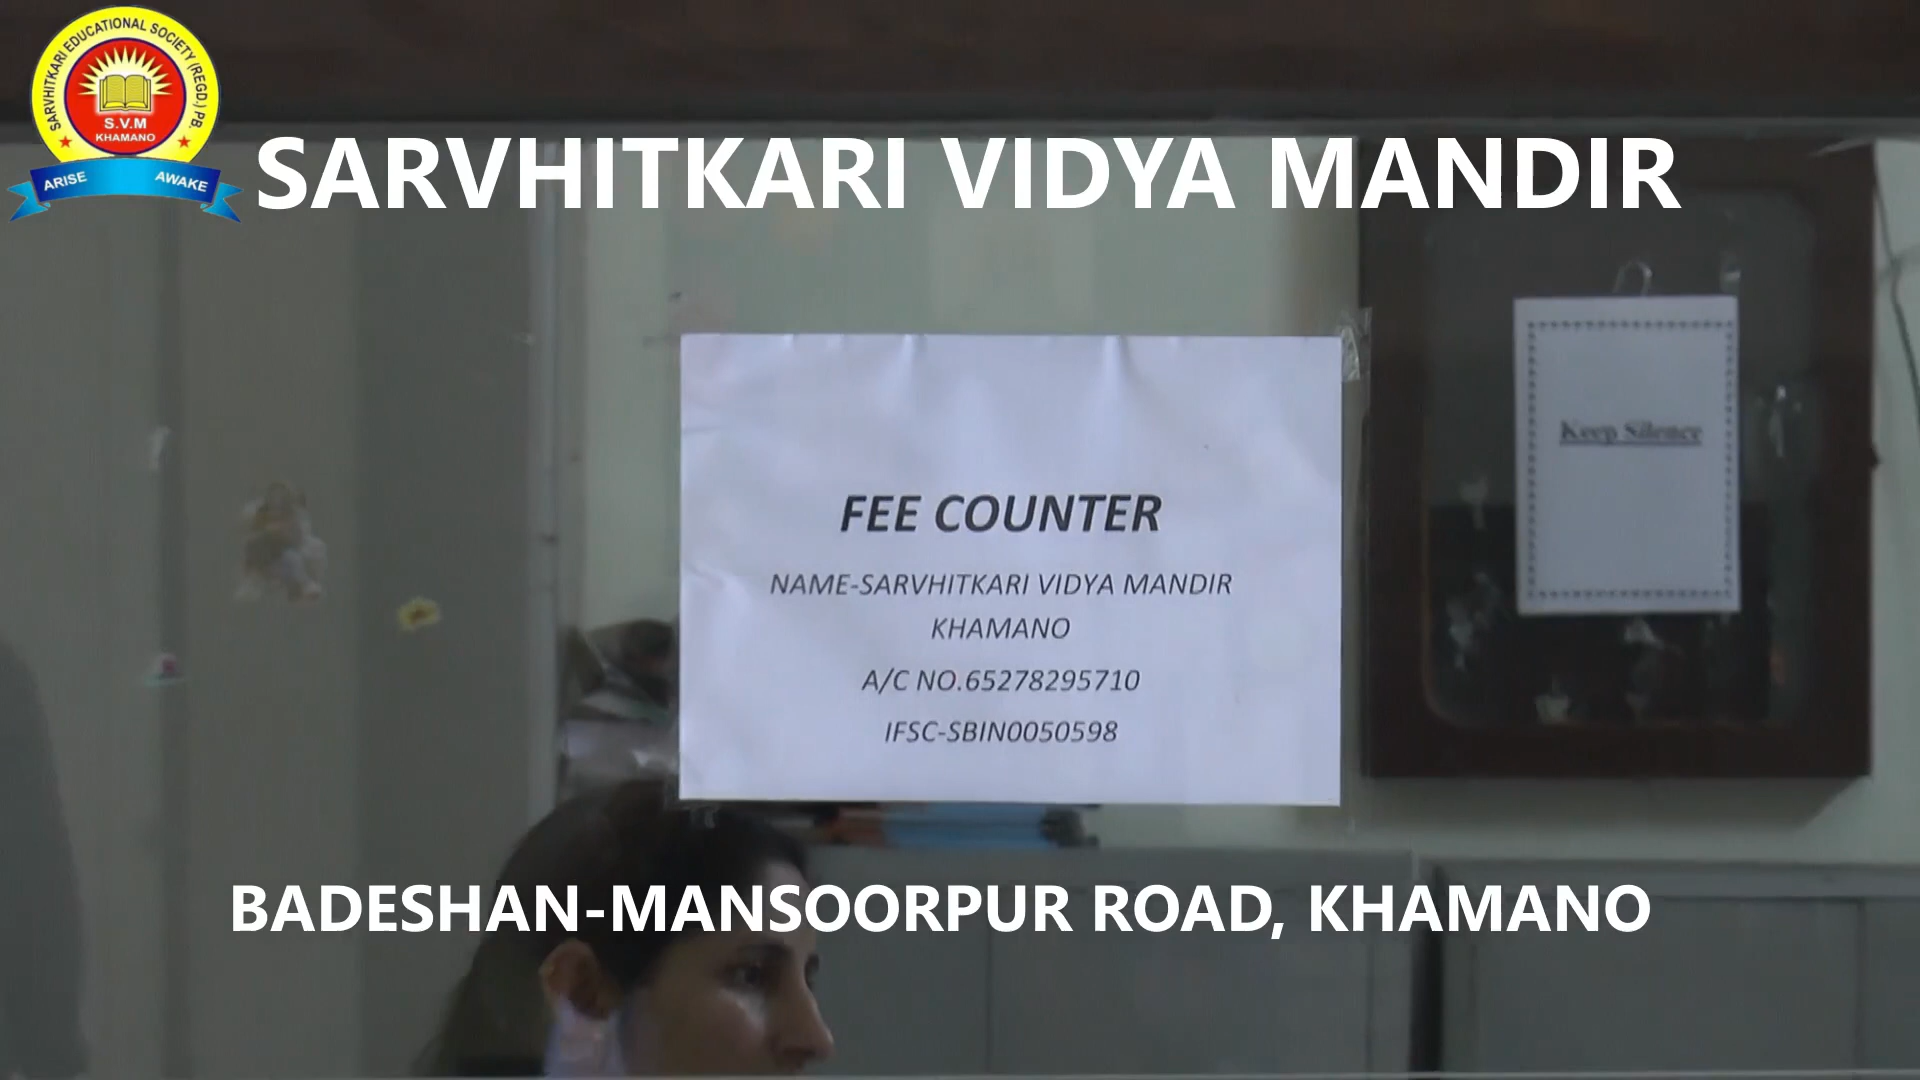 SARVHITKARI EDUCATIONAL SOCIETY (REGD.) PB.
S.V.M
KHAMANO
ARISE AWAKE
SARVHITKARI VIDYA MANDIR
Keep Silence
FEE COUNTER
NAME-SARVHITKARI VIDYA MANDIR
KHAMANO
A/C NO.65278295710
IFSC-SBIN0050598
BADESHAN-MANSOORPUR ROAD, KHAMANO